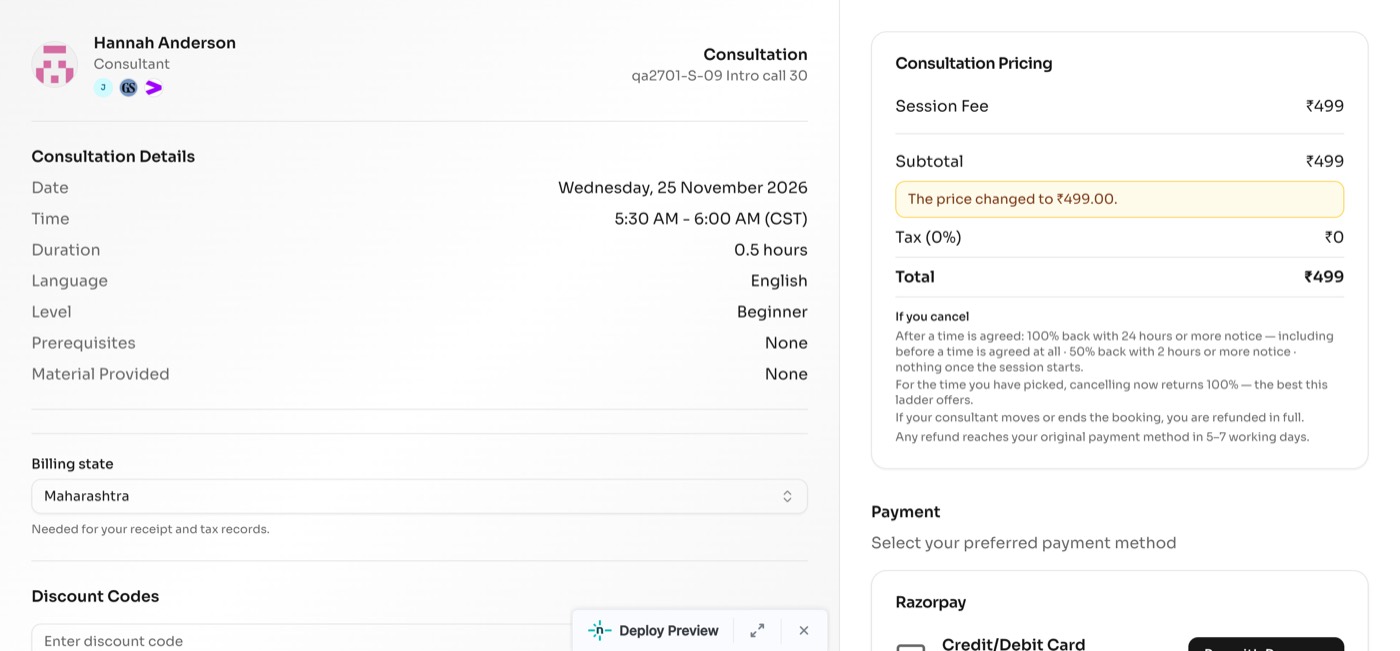 Hannah Anderson
Consultant
J GS
Consultation
qa2701-S-09 Intro call 30
Consultation Details
Date Wednesday, 25 November 2026
Time 5:30 AM - 6:00 AM (CST)
Duration 0.5 hours
Language English
Level Beginner
Prerequisites None
Material Provided None
Billing state
Maharashtra
Needed for your receipt and tax records.
Discount Codes
Enter discount code
Deploy Preview
Consultation Pricing
Session Fee ₹499
Subtotal ₹499
The price changed to ₹499.00.
Tax (0%) ₹0
Total ₹499
If you cancel
After a time is agreed: 100% back with 24 hours or more notice — including
before a time is agreed at all · 50% back with 2 hours or more notice ·
nothing once the session starts.
For the time you have picked, cancelling now returns 100% — the best this
ladder offers.
If your consultant moves or ends the booking, you are refunded in full.
Any refund reaches your original payment method in 5–7 working days.
Payment
Select your preferred payment method
Razorpay
Credit/Debit Card